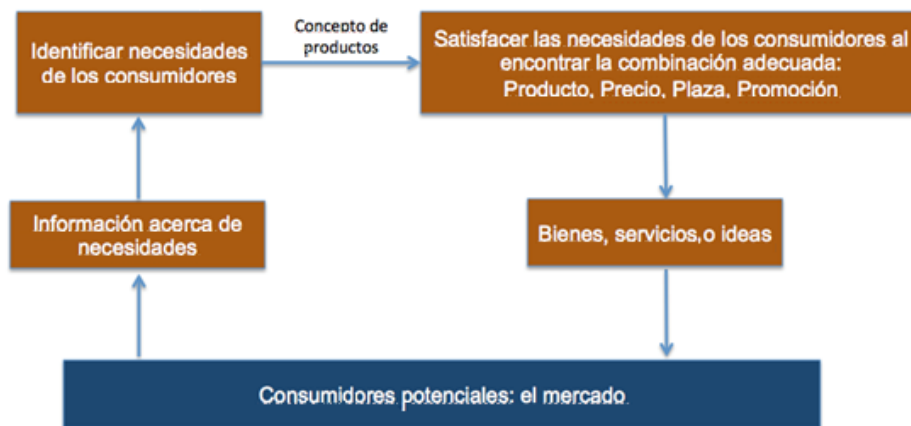 Identificar necesidades
de los consumidores
Concepto de
productos
Satisfacer las necesidades de los consumidores al
encontrar la combinación adecuada:
Producto, Precio, Plaza, Promoción.
Información acerca de
necesidades
Bienes, servicios,o ideas
Consumidores potenciales: el mercado.